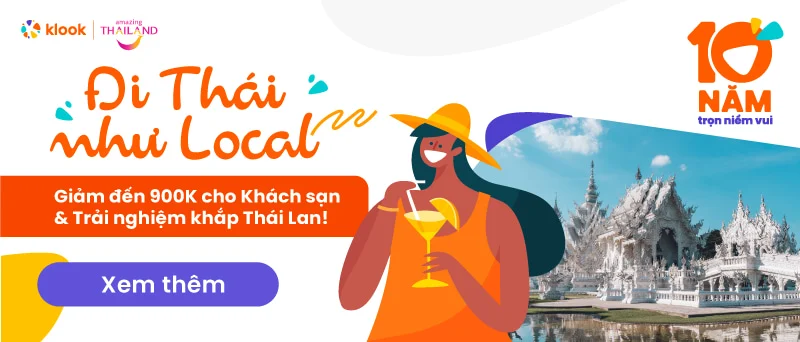 klook
amazing
THAILAND
Đi Thái
như Local
Giảm đến 900K cho Khách sạn
& Trải nghiệm khắp Thái Lan!
Xem thêm
10
NĂM
trọn niềm vui